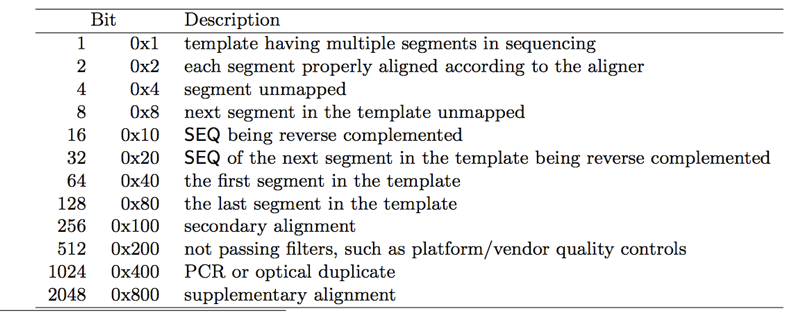 Bit Description
1 0x1 template having multiple segments in sequencing
2 0x2 each segment properly aligned according to the aligner
4 0x4 segment unmapped
8 0x8 next segment in the template unmapped
16 0x10 SEQ being reverse complemented
32 0x20 SEQ of the next segment in the template being reverse complemented
64 0x40 the first segment in the template
128 0x80 the last segment in the template
256 0x100 secondary alignment
512 0x200 not passing filters, such as platform/vendor quality controls
1024 0x400 PCR or optical duplicate
2048 0x800 supplementary alignment